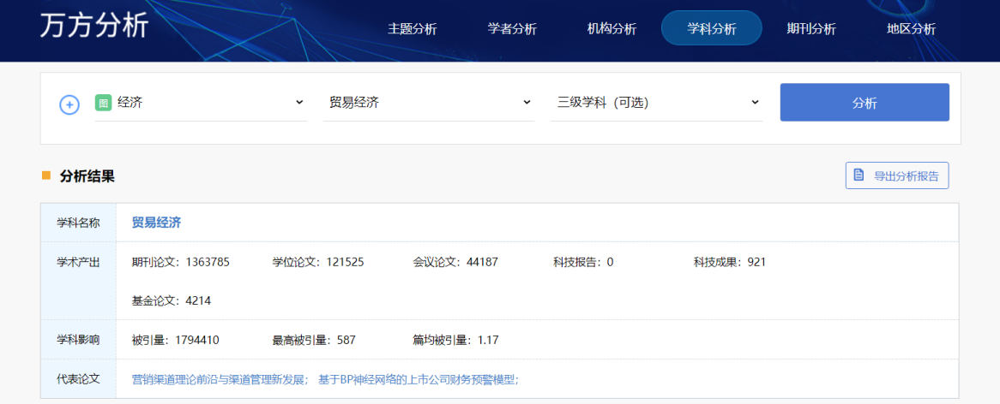 万方分析
主题分析 学者分析 机构分析 学科分析 期刊分析 地区分析
图 经济 贸易经济 三级学科（可选） 分析
分析结果 导出分析报告
学科名称 贸易经济
学术产出 期刊论文：1363785 学位论文：121525 会议论文：44187 科技报告：0 科技成果：921
基金论文：4214
学科影响 被引量：1794410 最高被引量：587 篇均被引量：1.17
代表论文 营销渠道理论前沿与渠道管理新发展； 基于BP神经网络的上市公司财务预警模型；